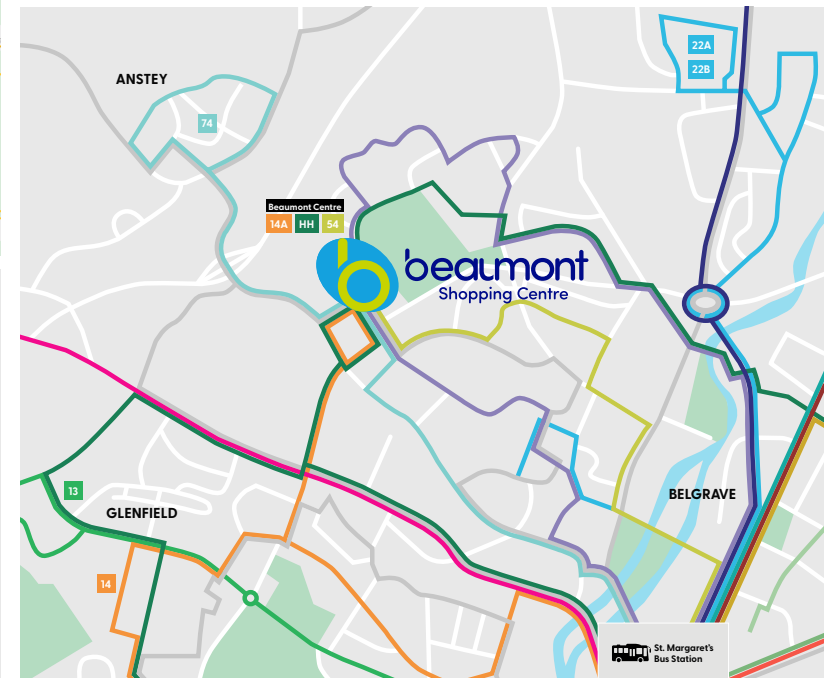 22A
22B
ANSTEY
74
Beaumont Centre
14A HH 54
beaumont
Shopping Centre
13
GLENFIELD
BELGRAVE
14
St. Margaret's
Bus Station